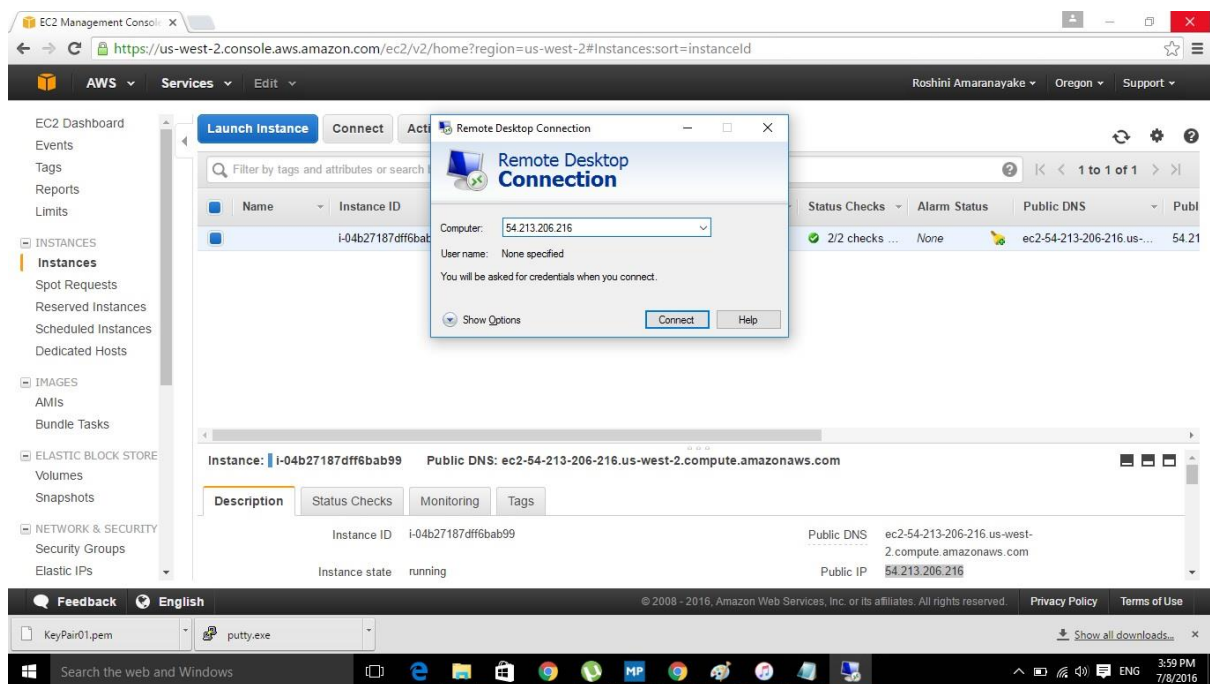 EC2 Management Consol
https://us-west-2.console.aws.amazon.com/ec2/v2/home?region=us-west-2#Instances:sort=instanceId
AWS Services Edit Roshini Amaranayake Oregon Support
EC2 Dashboard
Events
Tags
Reports
Limits
INSTANCES
Instances
Spot Requests
Reserved Instances
Scheduled Instances
Dedicated Hosts
IMAGES
AMIs
Bundle Tasks
ELASTIC BLOCK STORE
Volumes
Snapshots
NETWORK & SECURITY
Security Groups
Elastic IPs
Launch Instance Connect Acti
Filter by tags and attributes or search 1 to 1 of 1
Name Instance ID Status Checks Alarm Status Public DNS Publ
i-04b27187dff6bab 2/2 checks ... None ec2-54-213-206-216.us-... 54.21
Remote Desktop Connection
Remote Desktop
Connection
Computer: 54.213.206.216
User name: None specified
You will be asked for credentials when you connect.
Show Options Connect Help
Instance: i-04b27187dff6bab99 Public DNS: ec2-54-213-206-216.us-west-2.compute.amazonaws.com
Description Status Checks Monitoring Tags
Instance ID i-04b27187dff6bab99 Public DNS ec2-54-213-206-216.us-west-
2.compute.amazonaws.com
Instance state running Public IP 54.213.206.216
Feedback English © 2008 - 2016, Amazon Web Services, Inc. or its affiliates. All rights reserved. Privacy Policy Terms of Use
KeyPair01.pem putty.exe Show all downloads...
Search the web and Windows MP ENG 3:59 PM
7/8/2016